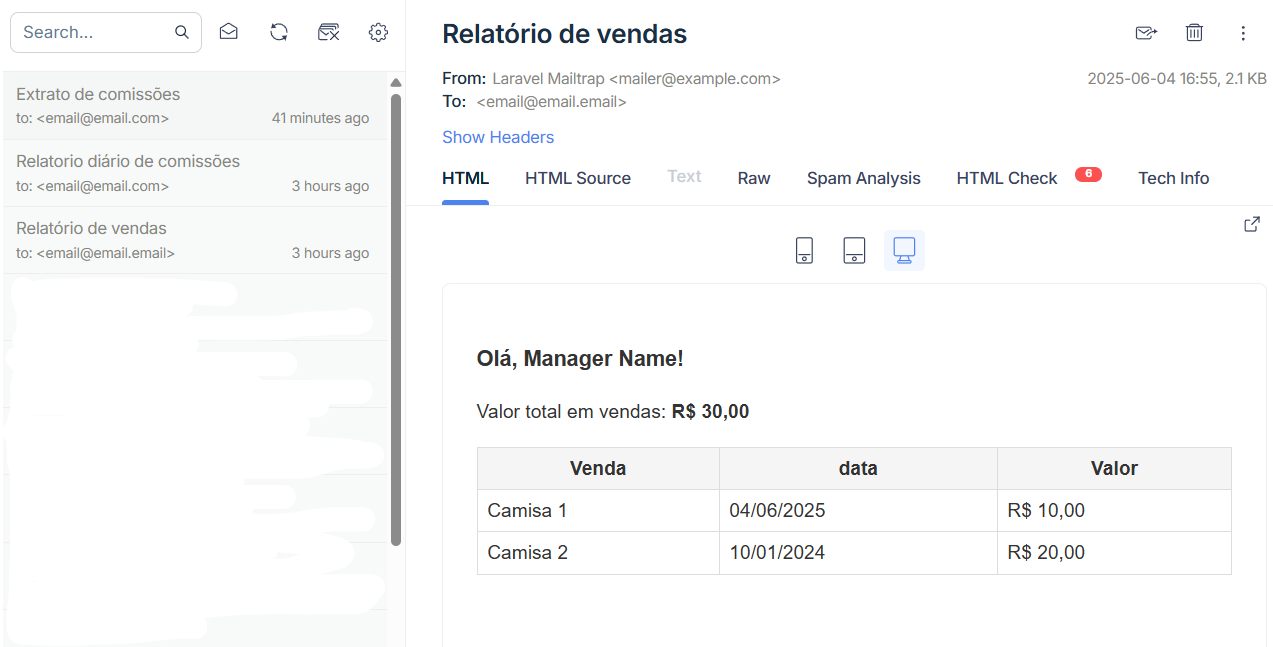 Search...
Extrato de comissões
to: <email@email.com> 41 minutes ago
Relatorio diário de comissões
to: <email@email.com> 3 hours ago
Relatório de vendas
to: <email@email.email> 3 hours ago
Relatório de vendas
From: Laravel Mailtrap <mailer@example.com> 2025-06-04 16:55, 2.1 KB
To: <email@email.email>
Show Headers
HTML HTML Source Text Raw Spam Analysis HTML Check 6 Tech Info
Olá, Manager Name!
Valor total em vendas: R$ 30,00
Venda data Valor
Camisa 1 04/06/2025 R$ 10,00
Camisa 2 10/01/2024 R$ 20,00